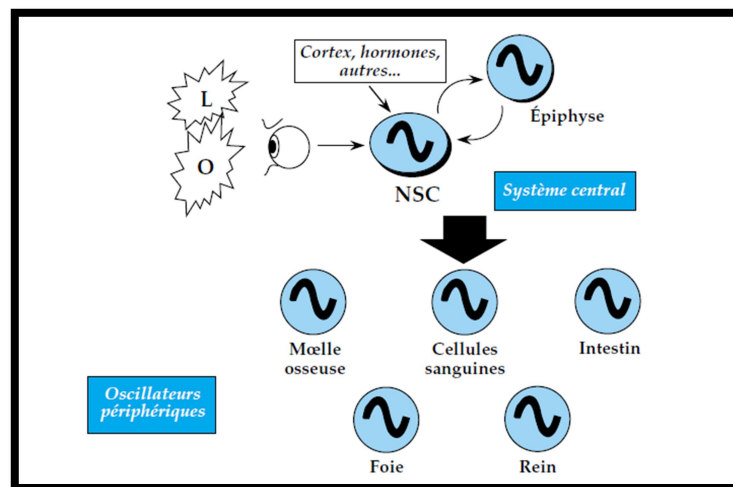 Cortex, hormones,
autres...
L
Épiphyse
O
NSC
Système central
Mœlle
osseuse
Cellules
sanguines
Intestin
Oscillateurs
périphériques
Foie
Rein